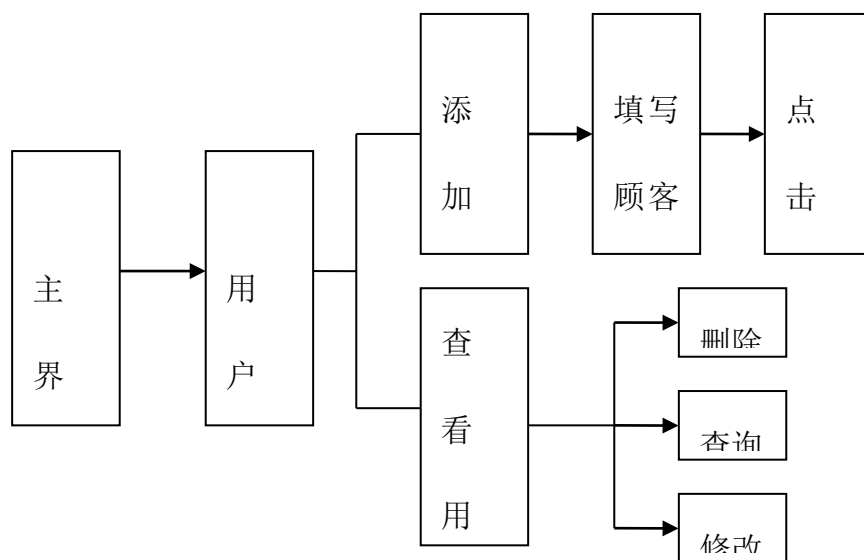 主
界
用
户
添
加
填写
顾客
点
击
查
看
用
删除
查询
修改